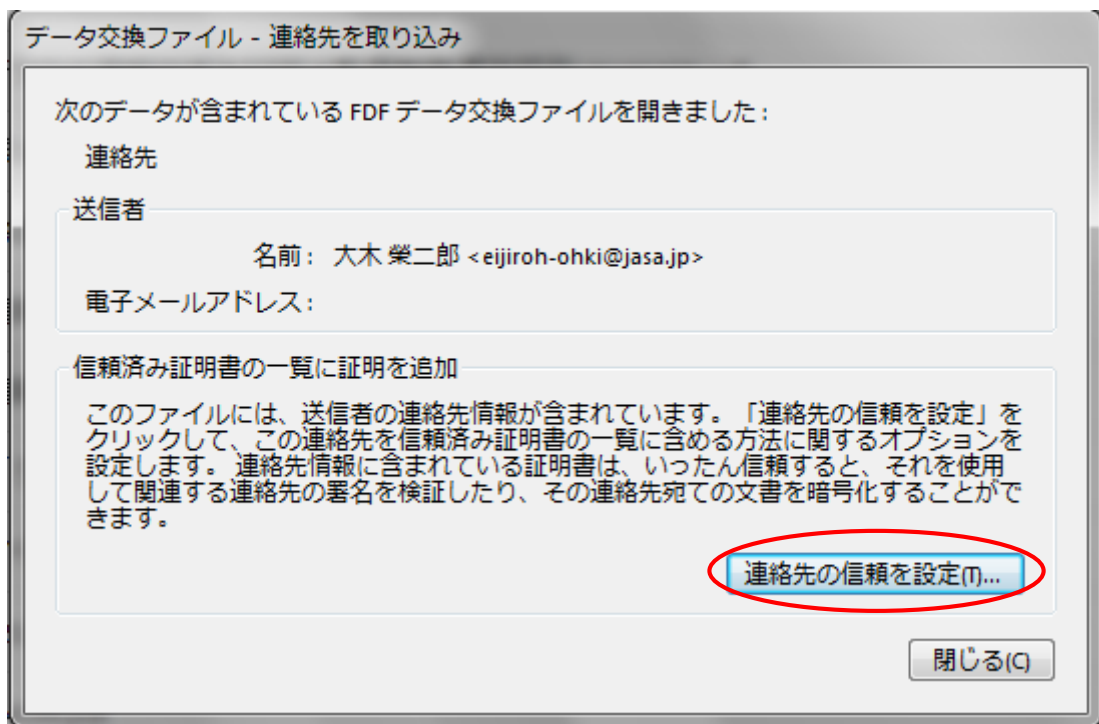 データ交換ファイル - 連絡先を取り込み
次のデータが含まれている FDF データ交換ファイルを開きました :
連絡先
送信者
名前 : 大木 榮二郎 <eijiroh-ohki@jasa.jp>
電子メールアドレス :
信頼済み証明書の一覧に証明を追加
このファイルには、送信者の連絡先情報が含まれています。「連絡先の信頼を設定」を
クリックして、この連絡先を信頼済み証明書の一覧に含める方法に関するオプションを
設定します。 連絡先情報に含まれている証明書は、いったん信頼すると、それを使用
して関連する連絡先の署名を検証したり、その連絡先宛ての文書を暗号化することがで
きます。
連絡先の信頼を設定(T)...
閉じる(C)